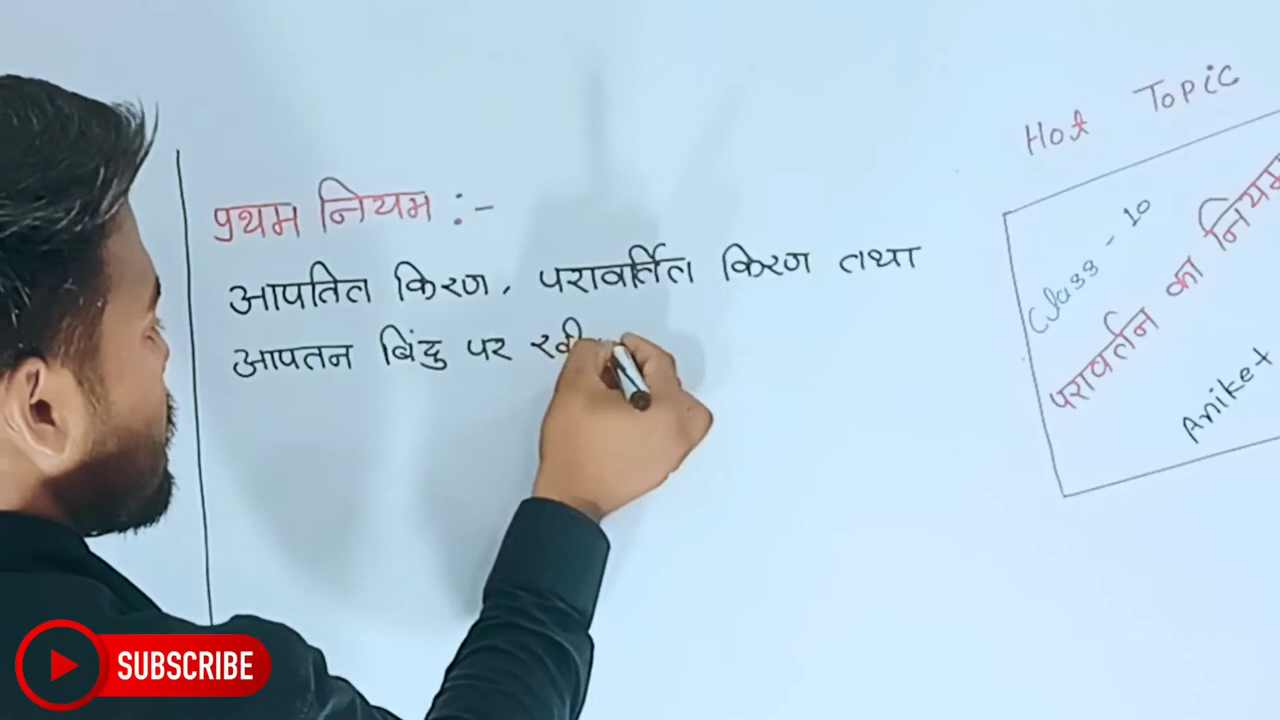 प्रथम नियम :-
आपतित किरण, परावर्तित किरण तथा
आपतन बिंदु पर
Hot Topic
Class - 10
परावर्तन का नियम
Aniket
SUBSCRIBE